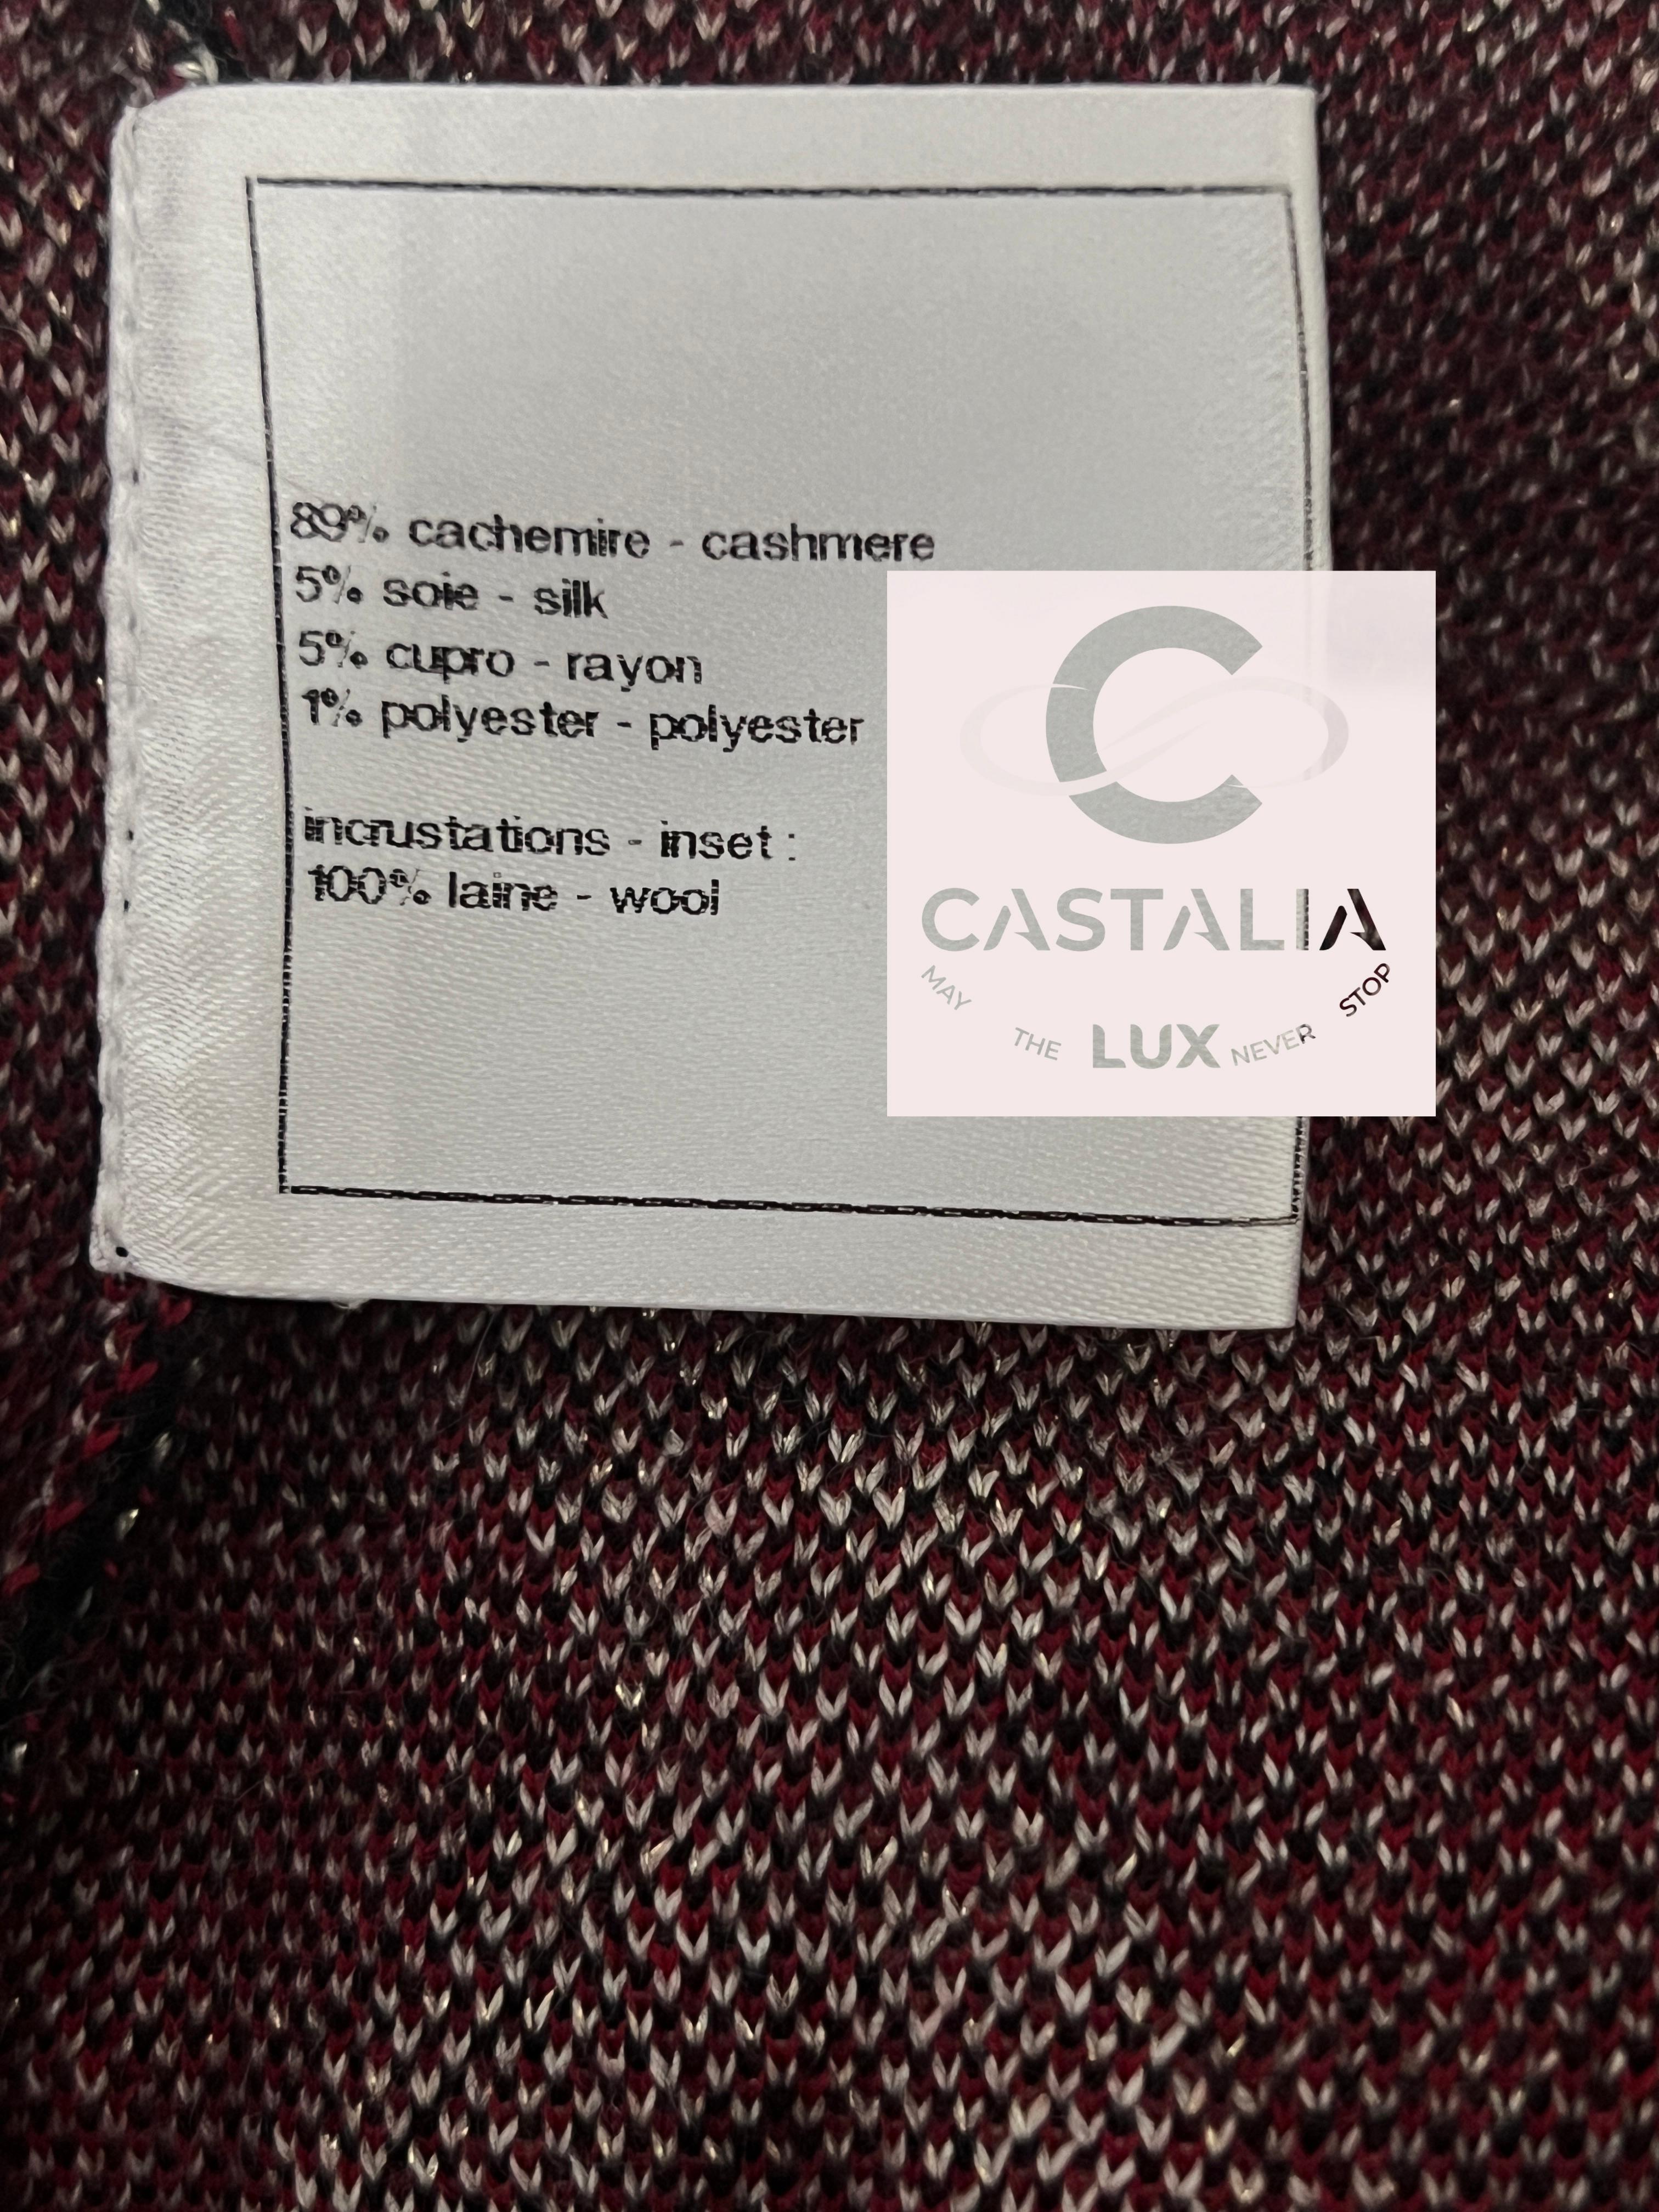 89% cachemire - cashmere
5% soie - silk
5% cupro - rayon
1% polyester - polyester
incrustations - inset :
100% laine - wool
C
CASTALIA
MAY THE LUX NEVER STOP